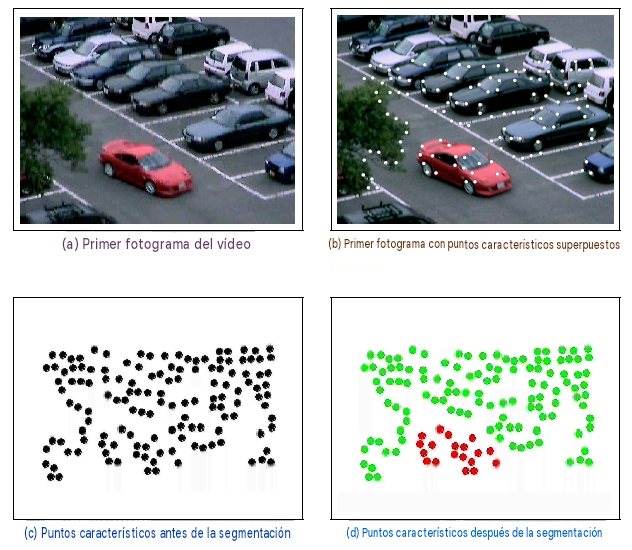 (a) Primer fotograma del vídeo
(b) Primer fotograma con puntos característicos superpuestos
(c) Puntos característicos antes de la segmentación
(d) Puntos característicos después de la segmentación